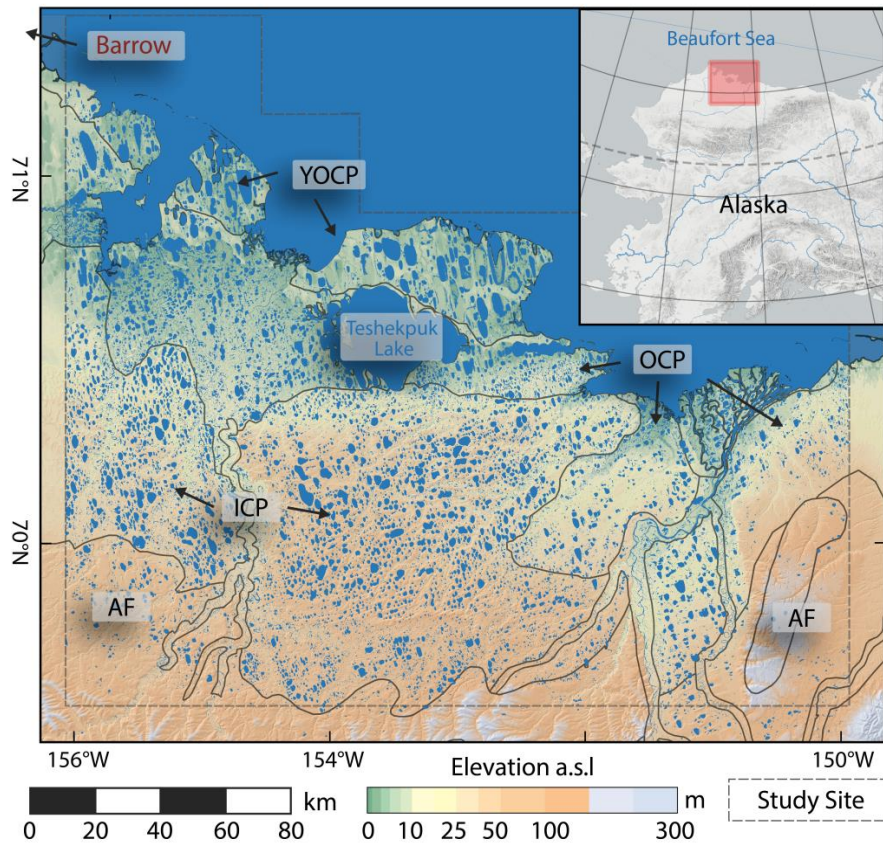 Barrow
Beaufort Sea
Alaska
71°N
YOCP
Teshekpuk
Lake
OCP
ICP
70°N
AF
AF
156°W
154°W
150°W
Elevation a.s.l
km
m
Study Site
0 20 40 60 80
0 10 25 50 100 300